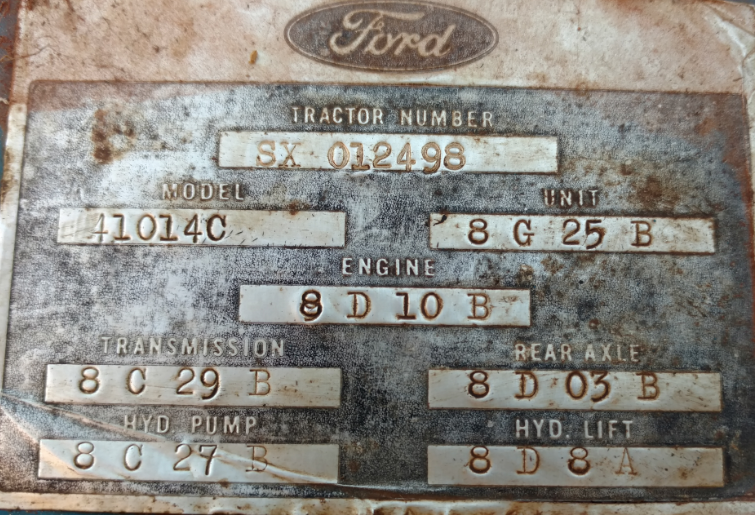 Ford
TRACTOR NUMBER
SX 012498
MODEL UNIT
41014C 8 G 25 B
ENGINE
8 D 10 B
TRANSMISSION REAR AXLE
8 C 29 B 8 D 03 B
HYD. PUMP HYD. LIFT
8 C 27 B 8 D 8 A